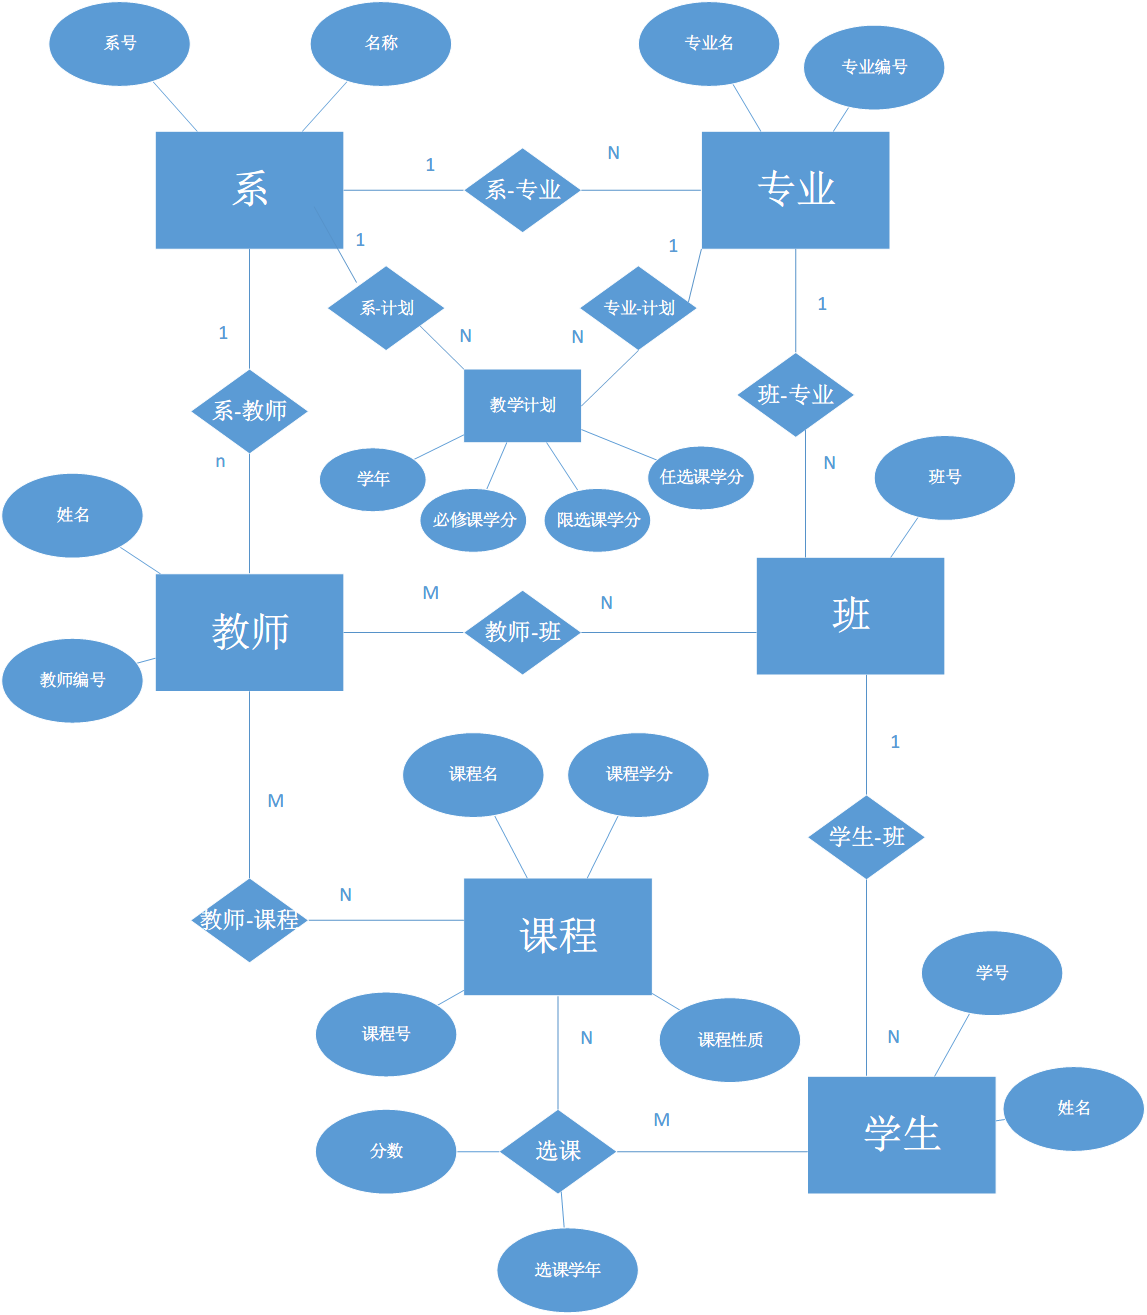 系号
名称
专业名
专业编号
系
1
系-专业
N
专业
1
系-计划
N
1
专业-计划
N
1
1
系-教师
n
教学计划
班-专业
N
学年
必修课学分
限选课学分
任选课学分
班号
姓名
教师
M
教师-班
N
班
教师编号
1
课程名
课程学分
M
学生-班
教师-课程
N
课程
学号
课程号
N
课程性质
N
分数
选课
M
学生
姓名
选课学年